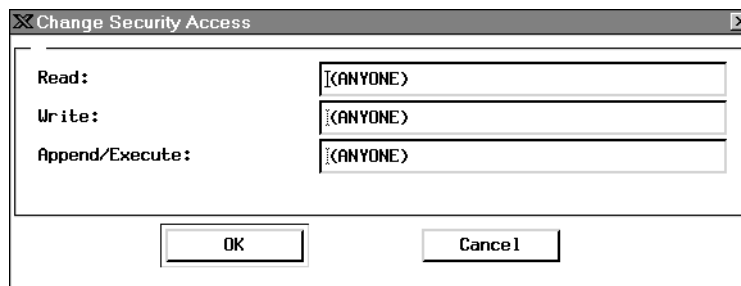 Change Security Access
Read: (ANYONE)
Write: (ANYONE)
Append/Execute: (ANYONE)
OK Cancel